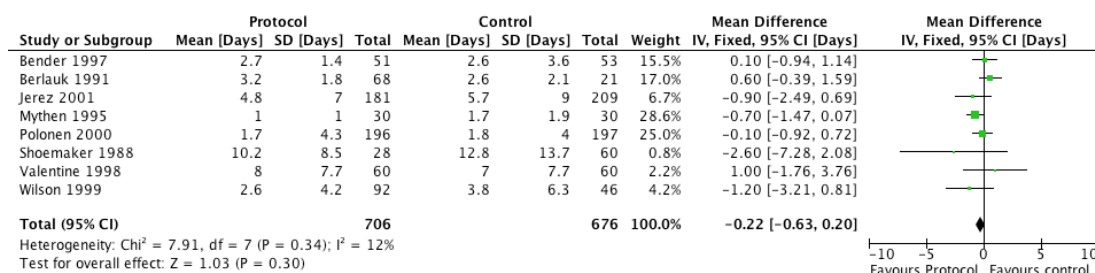 Protocol Control Mean Difference Mean Difference
Study or Subgroup Mean [Days] SD [Days] Total Mean [Days] SD [Days] Total Weight IV, Fixed, 95% CI [Days] IV, Fixed, 95% CI [Days]
Bender 1997 2.7 1.4 51 2.6 3.6 53 15.5% 0.10 [-0.94, 1.14]
Berlauk 1991 3.2 1.8 68 2.6 2.1 21 17.0% 0.60 [-0.39, 1.59]
Jerez 2001 4.8 7 181 5.7 9 209 6.7% -0.90 [-2.49, 0.69]
Mythen 1995 1 1 30 1.7 1.9 30 28.6% -0.70 [-1.47, 0.07]
Polonen 2000 1.7 4.3 196 1.8 4 197 25.0% -0.10 [-0.92, 0.72]
Shoemaker 1988 10.2 8.5 28 12.8 13.7 60 0.8% -2.60 [-7.28, 2.08]
Valentine 1998 8 7.7 60 7 7.7 60 2.2% 1.00 [-1.76, 3.76]
Wilson 1999 2.6 4.2 92 3.8 6.3 46 4.2% -1.20 [-3.21, 0.81]
Total (95% CI) 706 676 100.0% -0.22 [-0.63, 0.20]
Heterogeneity: Chi² = 7.91, df = 7 (P = 0.34); I² = 12%
Test for overall effect: Z = 1.03 (P = 0.30)
-10 -5 0 5 10
Favours Protocol Favours control